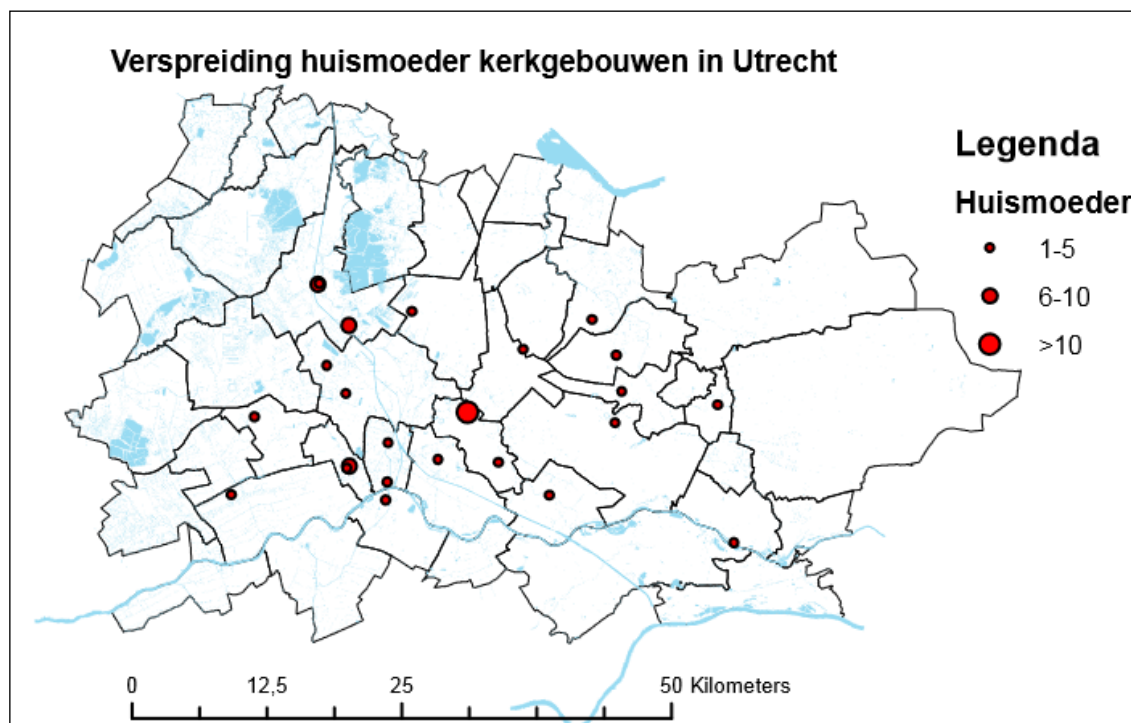 Verspreiding huismoeder kerkgebouwen in Utrecht
Legenda
Huismoeder
1-5
6-10
>10
0 12,5 25 50 Kilometers